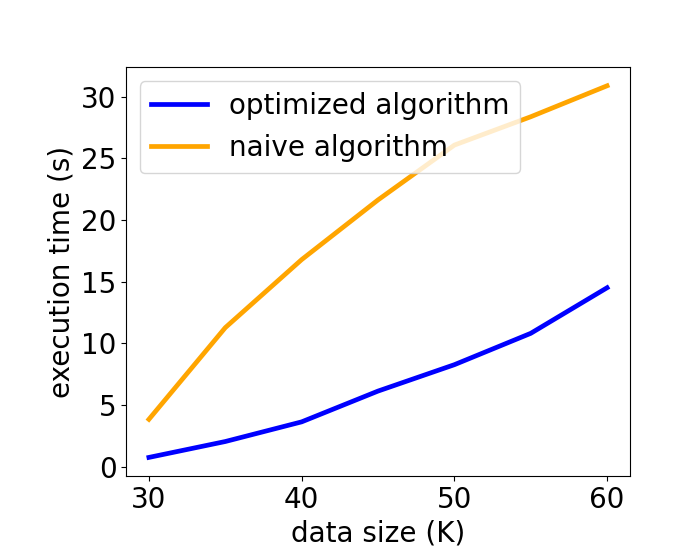 optimized algorithm
naive algorithm
execution time (s)
30
25
20
15
10
5
0
30 40 50 60
data size (K)